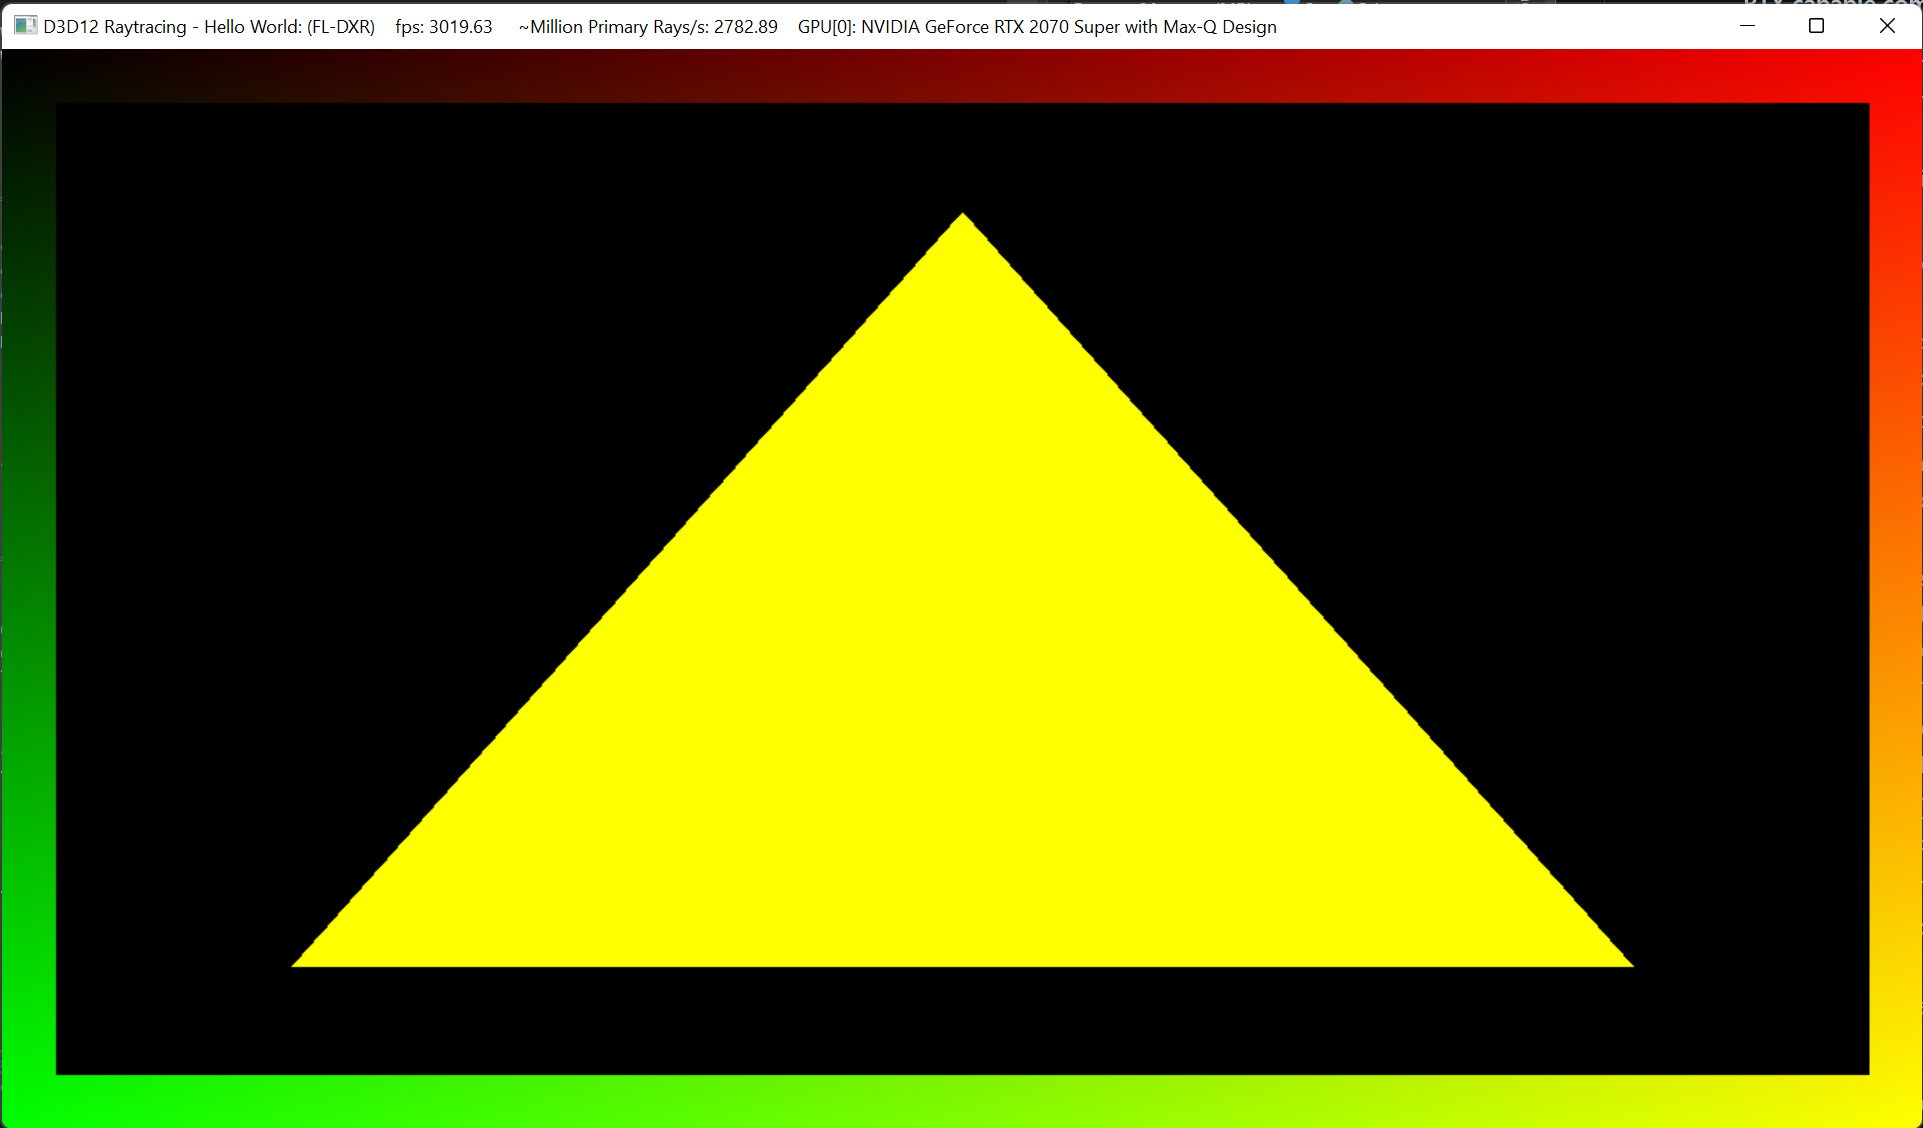 D3D12 Raytracing - Hello World: (FL-DXR)    fps: 3019.63     ~Million Primary Rays/s: 2782.89    GPU[0]: NVIDIA GeForce RTX 2070 Super with Max-Q Design